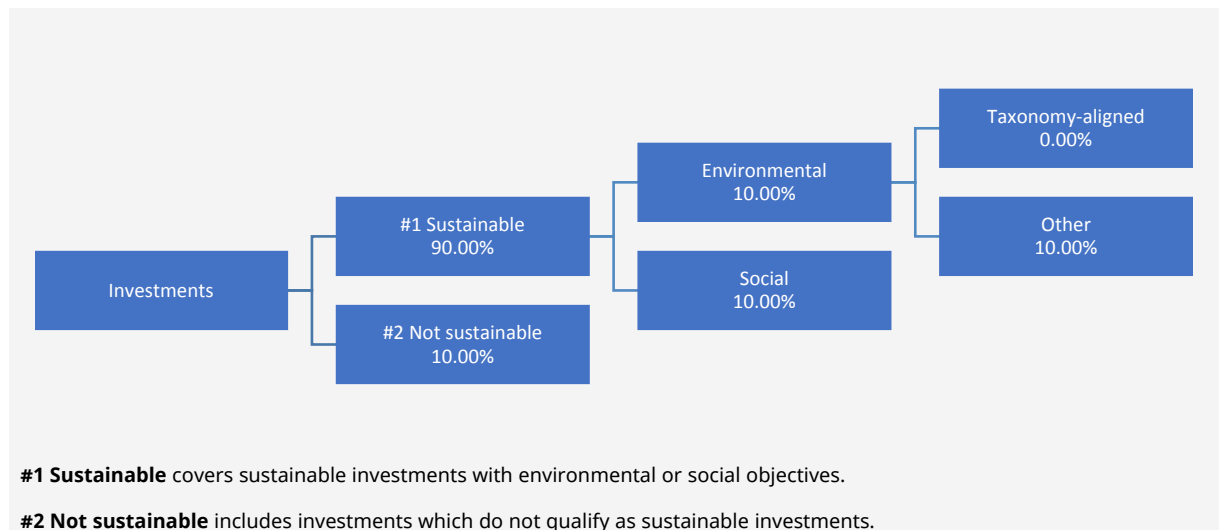 Investments
#1 Sustainable
90.00%
#2 Not sustainable
10.00%
Environmental
10.00%
Social
10.00%
Taxonomy-aligned
0.00%
Other
10.00%
#1 Sustainable covers sustainable investments with environmental or social objectives.
#2 Not sustainable includes investments which do not qualify as sustainable investments.